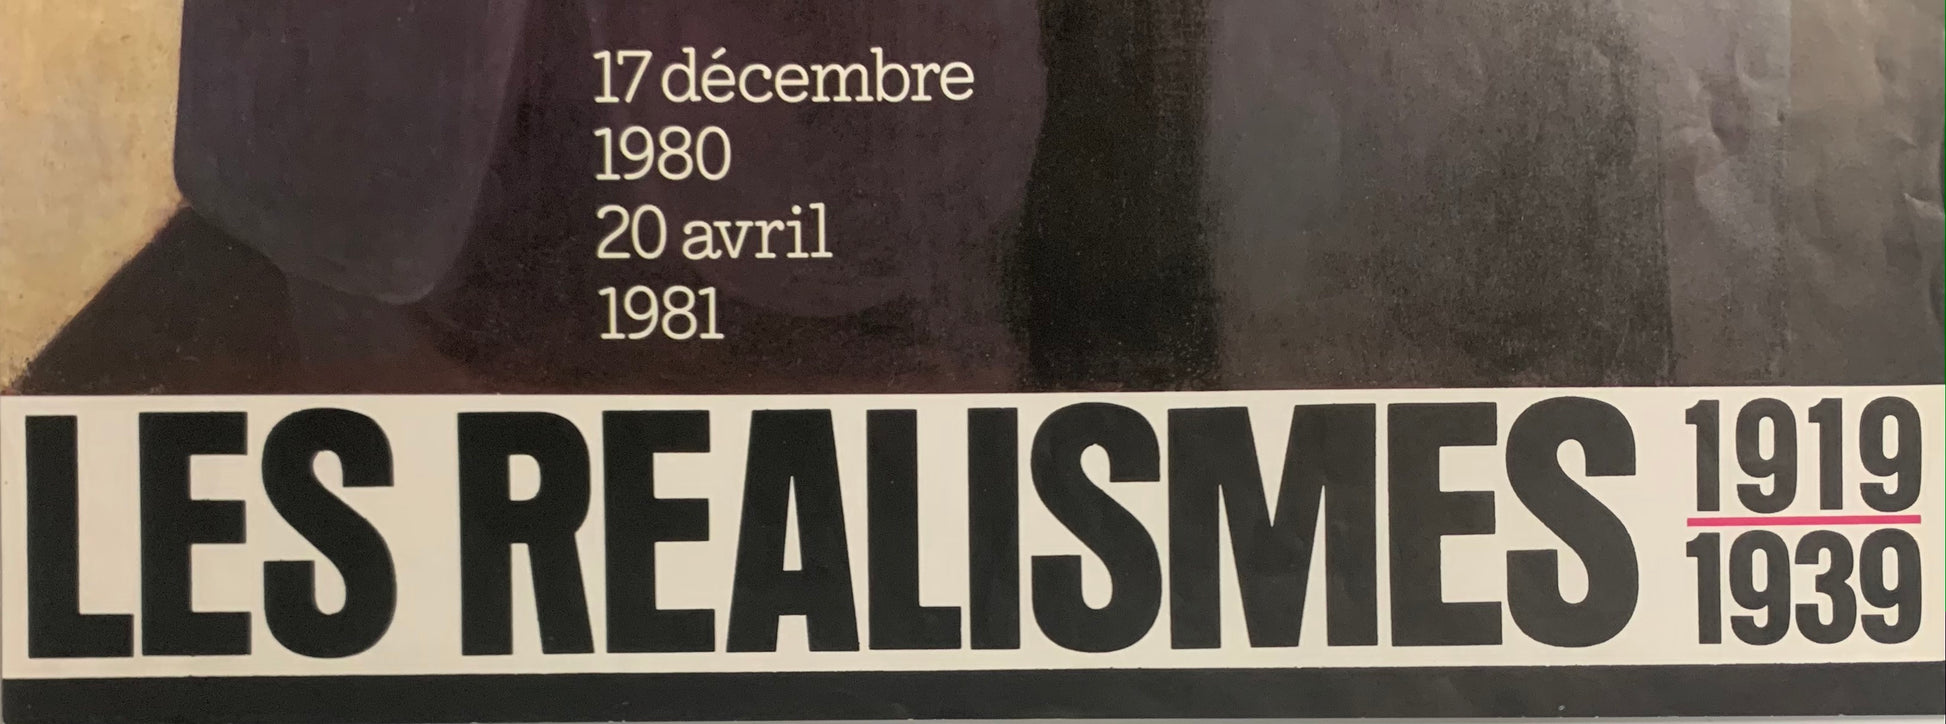 17 décembre
1980
20 avril
1981
LES REALISMES
1919
1939